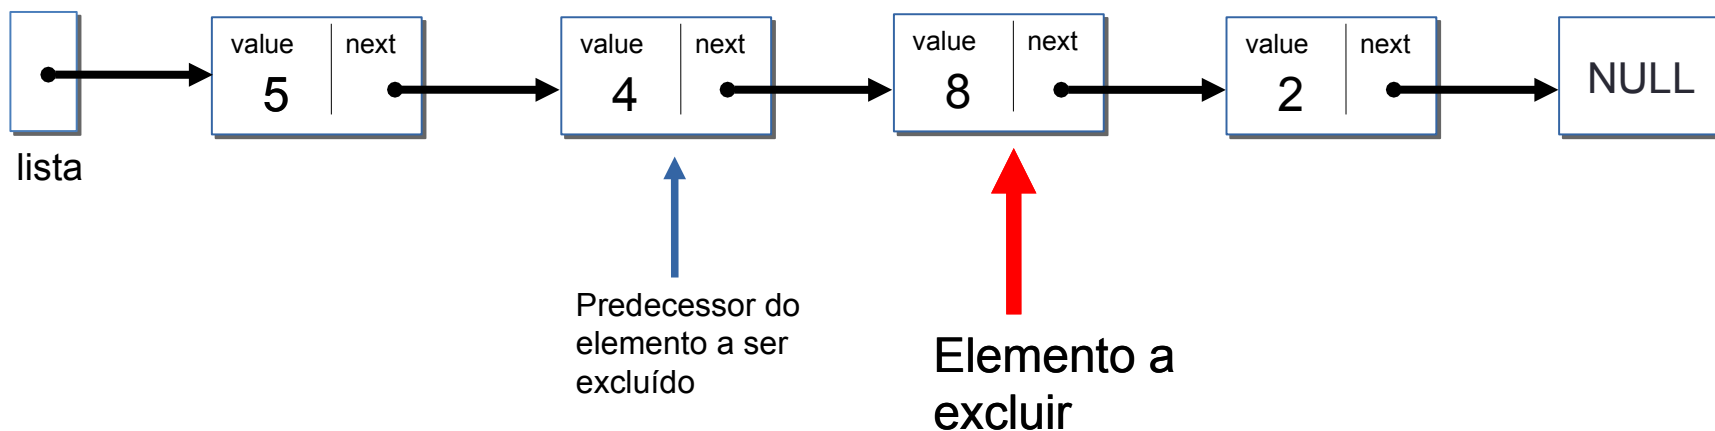 value next
5
value next
4
value next
8
value next
2
NULL
lista
Predecessor do
elemento a ser
excluído
Elemento a
excluir